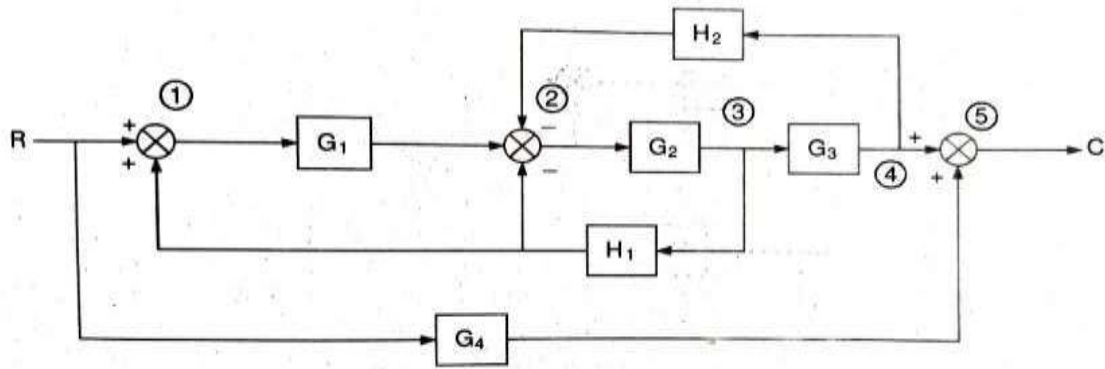 H₂
①
②
③
⑤
R
+
+
G₁
−
−
G₂
G₃
+
+
④
C
H₁
G₄